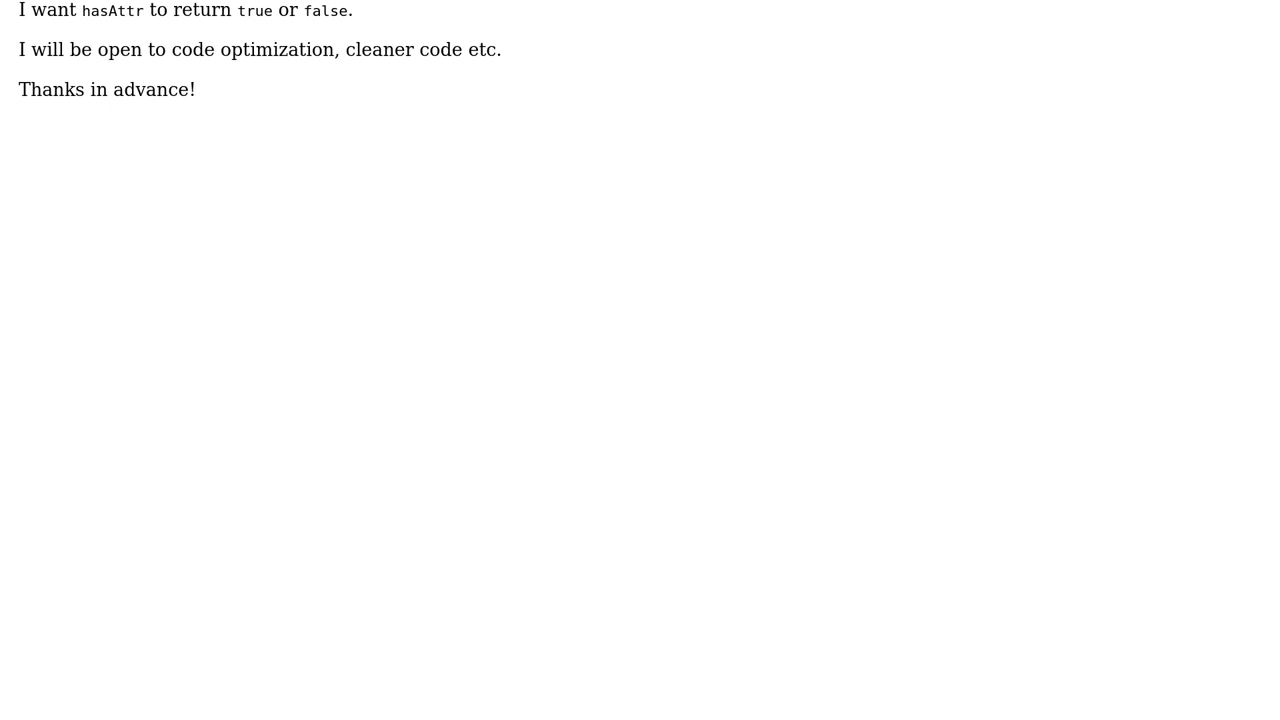 I want hasAttr to return true or false.
I will be open to code optimization, cleaner code etc.
Thanks in advance!